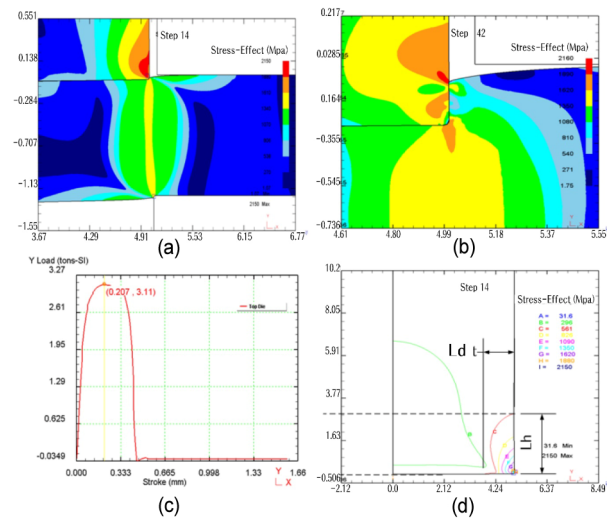 0.551
Step 14
Stress-Effect (Mpa)
2150
0.138
-0.284
-0.707
-1.13
-1.55
2150 Max
3.67 4.29 4.91 5.53 6.15 6.77
(a)
0.217
Step 42
Stress-Effect (Mpa)
2160
0.0285
0.164
-0.355
-0.545
-0.736
1090
810
540
271
1.76
4.61 4.80 4.99 5.18 5.37 5.55
(b)
Y Load (tons-SI)
3.27
2.61
1.95
1.29
0.625
-0.0349
(0.207 , 3.11)
Top Die
0.000 0.333 0.665 0.998 1.33 1.66
Stroke (mm)
Y
X
(c)
10.2
Step 14
Stress-Effect (Mpa)
A = 31.6
B = 296
C = 561
E = 1090
G = 1620
I = 2150
8.05
5.91
3.77
1.63
-0.506
Ld t
Lh
B
C
31.6 Min
2150 Max
-2.12 0.0 2.12 4.24 6.37 8.49
(d)